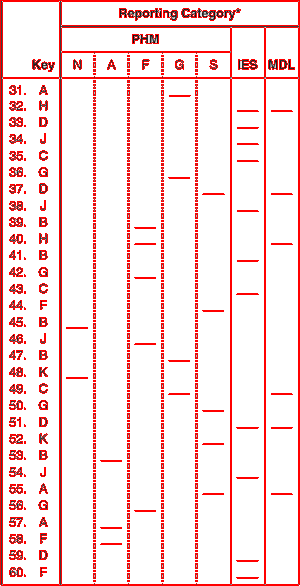 Reporting Category*
PHM
Key N A F G S IES MDL
31. A
32. H
33. D
34. J
35. C
36. G
37. D
38. J
39. B
40. H
41. B
42. G
43. C
44. F
45. B
46. J
47. B
48. K
49. C
50. G
51. D
52. K
53. B
54. J
55. A
56. G
57. A
58. F
59. D
60. F